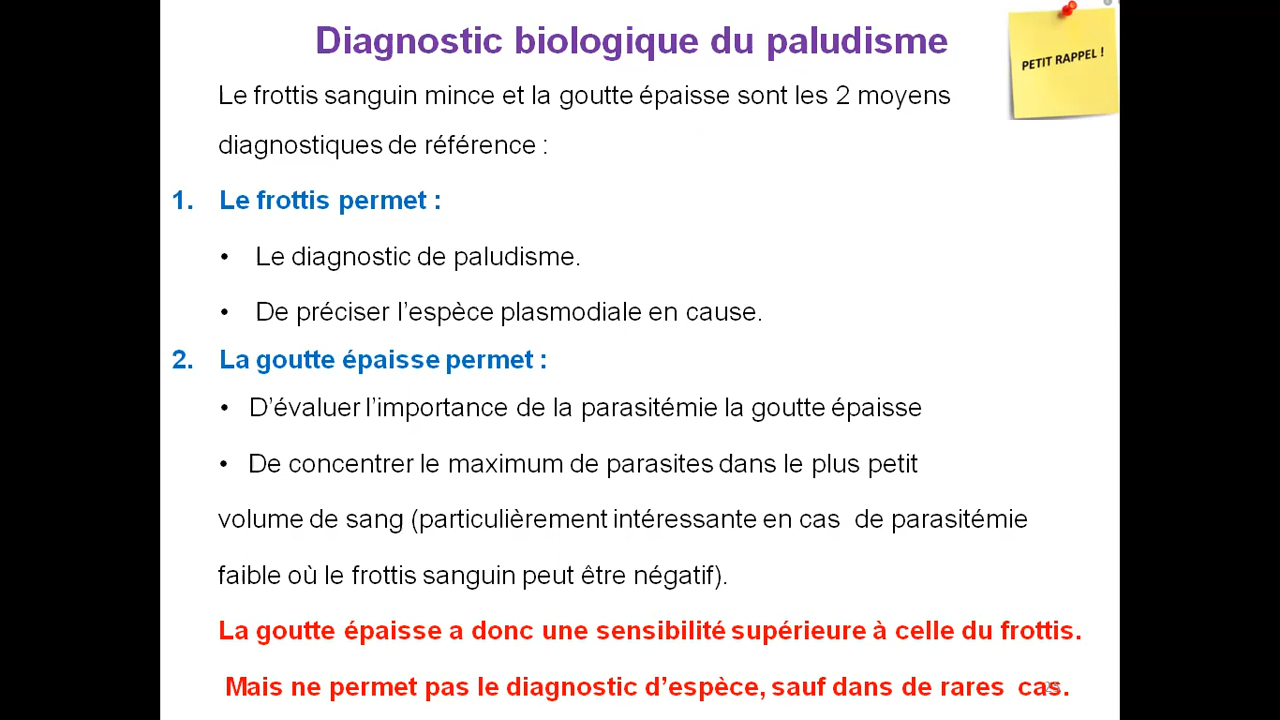 Diagnostic biologique du paludisme
PETIT RAPPEL !
Le frottis sanguin mince et la goutte épaisse sont les 2 moyens
diagnostiques de référence :
1. Le frottis permet :
• Le diagnostic de paludisme.
• De préciser l’espèce plasmodiale en cause.
2. La goutte épaisse permet :
• D’évaluer l’importance de la parasitémie la goutte épaisse
• De concentrer le maximum de parasites dans le plus petit
volume de sang (particulièrement intéressante en cas de parasitémie
faible où le frottis sanguin peut être négatif).
La goutte épaisse a donc une sensibilité supérieure à celle du frottis.
Mais ne permet pas le diagnostic d’espèce, sauf dans de rares cas.